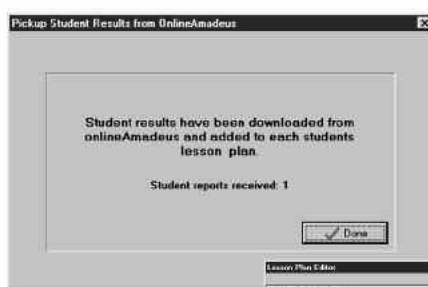 Pickup Student Results from OnlineAmadeus
Student results have been downloaded from
onlineAmadeus and added to each students
lesson plan.
Student reports received: 1
Done
Lesson Plan Editor